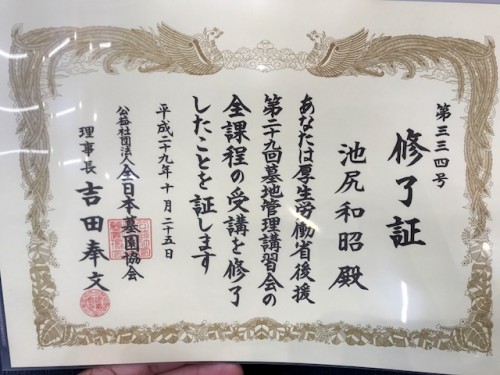 第三三四号
修了証
池尻和昭殿
あなたは厚生労働省後援
第二十九回墓地管理講習会の
全課程の受講を修了
したことを証します
平成二十九年十月二十五日
公益社団法人全日本墓園協会
理事長 吉田奉文